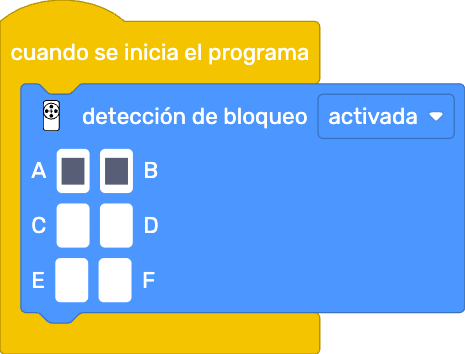 cuando se inicia el programa
detección de bloqueo activada
A B
C D
E F